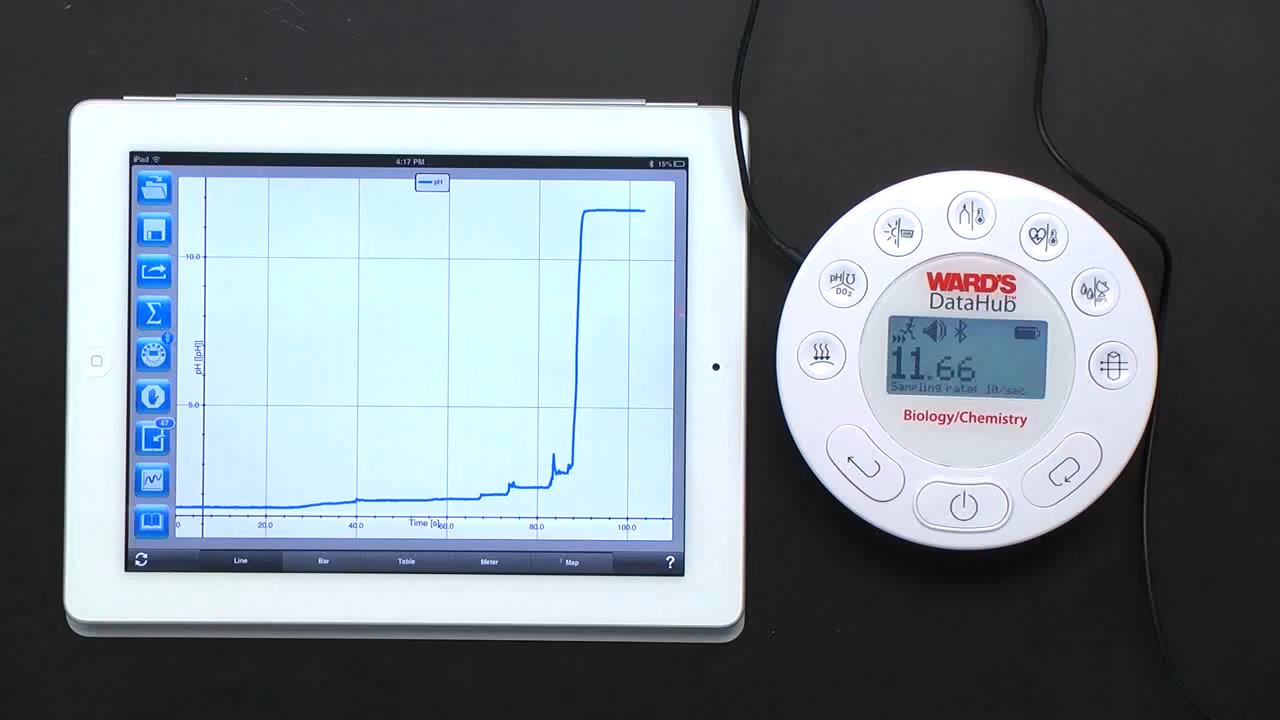 iPad
4:17 PM
15%
pH
10.0
pH [[pH]]
5.0
47
0
20.0
40.0
Time [s]
60.0
80.0
100.0
Line
Bar
Table
Meter
Map
?
pH
DO2
WARD'S
DataHub™
11.66
Sampling rate: 10/sec
Biology/Chemistry